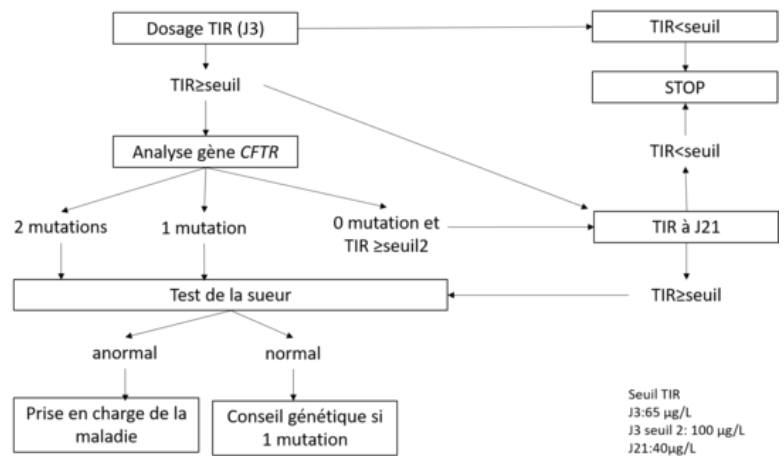 Dosage TIR (J3)
TIR<seuil
TIR≥seuil
STOP
Analyse gène CFTR
TIR<seuil
2 mutations
1 mutation
0 mutation et
TIR ≥seuil2
TIR à J21
Test de la sueur
TIR≥seuil
anormal
normal
Prise en charge de la
maladie
Conseil génétique si
1 mutation
Seuil TIR
J3:65 µg/L
J3 seuil 2: 100 µg/L
J21:40µg/L